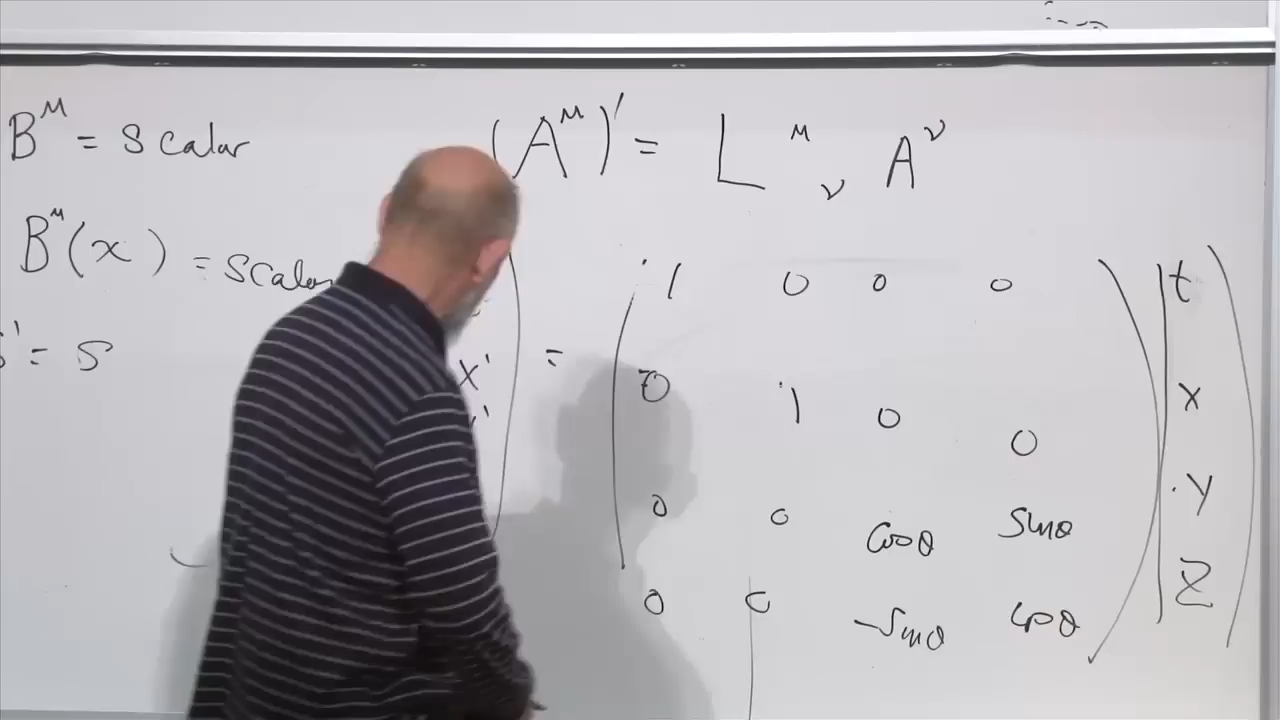 B^μ = Scalar
(A^μ)' = L^μ_ν A^ν
B^μ(x) = Scalar
' = S
x' =
1 0 0 0 t
0 1 0 0 x
0 0 cosθ sinθ y
0 0 -sinθ cosθ z